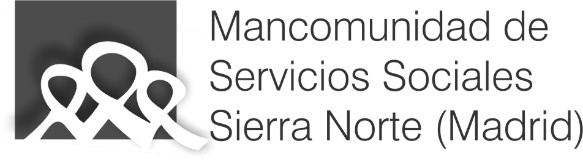 Mancomunidad de
Servicios Sociales
Sierra Norte (Madrid)